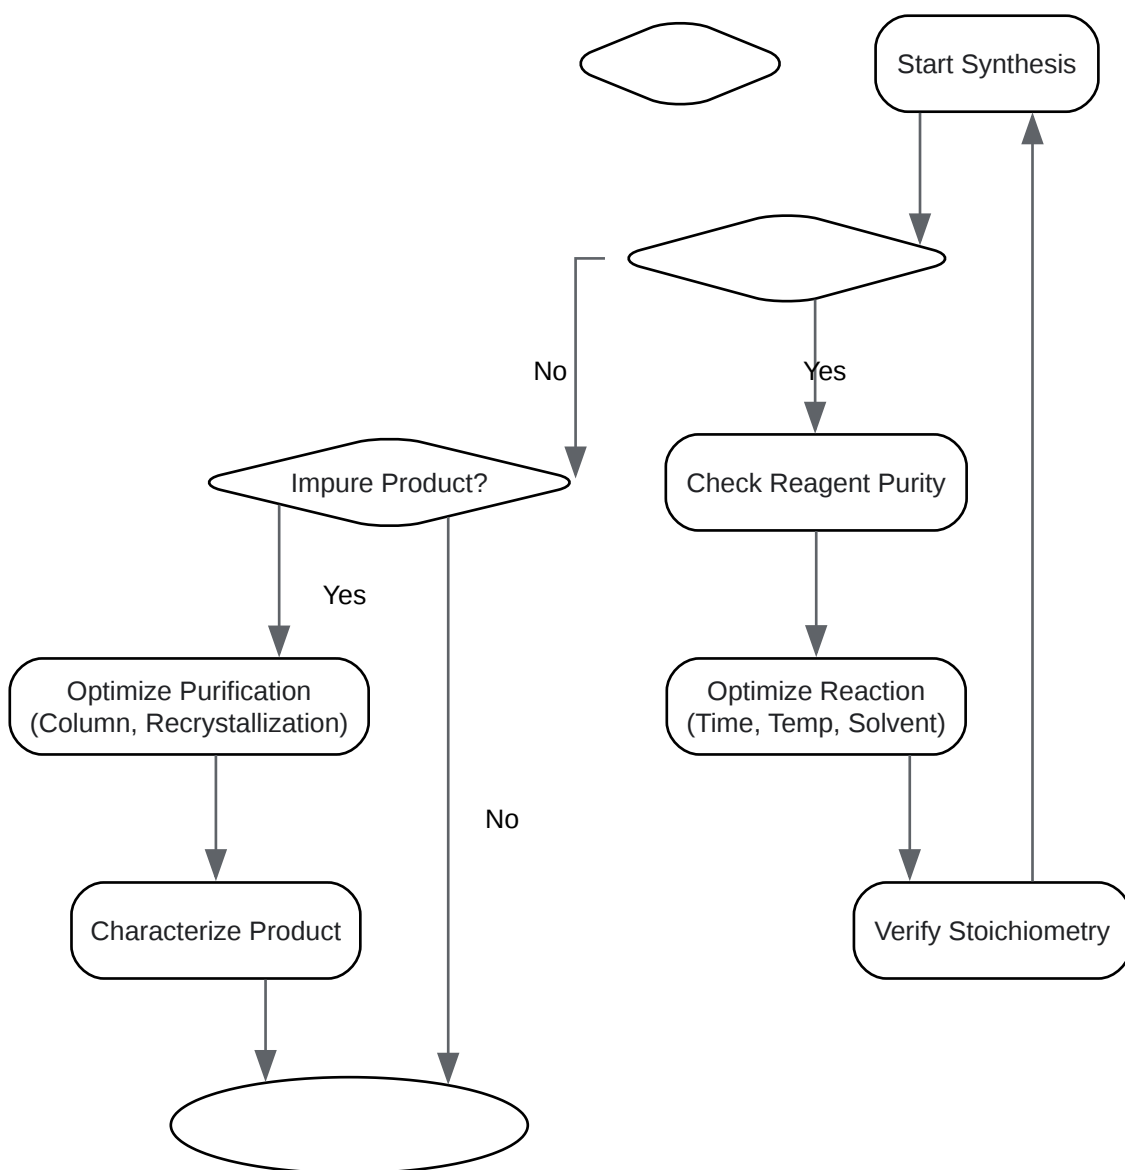 Start Synthesis
No
Yes
Impure Product?
Check Reagent Purity
Yes
Optimize Purification
(Column, Recrystallization)
Optimize Reaction
(Time, Temp, Solvent)
No
Characterize Product
Verify Stoichiometry